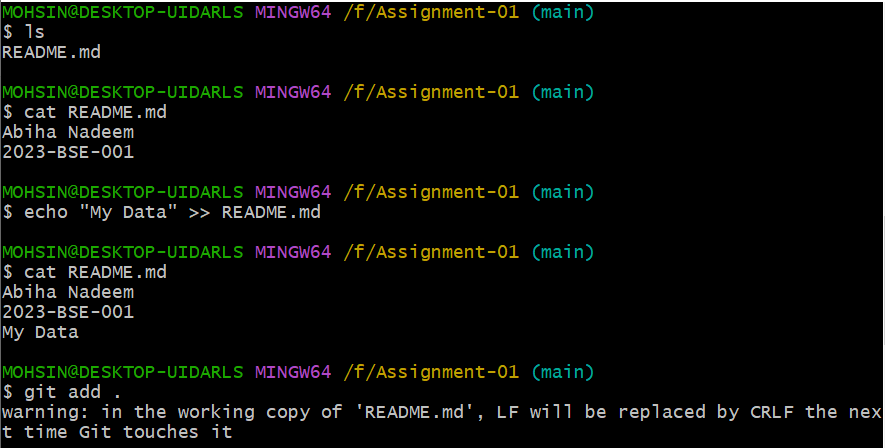 MOHSIN@DESKTOP-UIDARLS MINGW64 /f/Assignment-01 (main)
$ ls
README.md
MOHSIN@DESKTOP-UIDARLS MINGW64 /f/Assignment-01 (main)
$ cat README.md
Abiha Nadeem
2023-BSE-001
MOHSIN@DESKTOP-UIDARLS MINGW64 /f/Assignment-01 (main)
$ echo "My Data" >> README.md
MOHSIN@DESKTOP-UIDARLS MINGW64 /f/Assignment-01 (main)
$ cat README.md
Abiha Nadeem
2023-BSE-001
My Data
MOHSIN@DESKTOP-UIDARLS MINGW64 /f/Assignment-01 (main)
$ git add .
warning: in the working copy of 'README.md', LF will be replaced by CRLF the nex
t time Git touches it